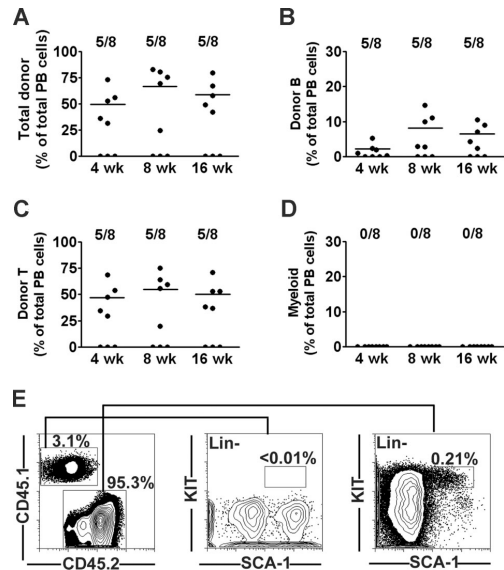 A
5/8 5/8 5/8
Total donor
(% of total PB cells)
100
75
50
25
0
4 wk 8 wk 16 wk
B
5/8 5/8 5/8
Donor B
(% of total PB cells)
30
20
10
0
4 wk 8 wk 16 wk
C
5/8 5/8 5/8
Donor T
(% of total PB cells)
100
75
50
25
0
4 wk 8 wk 16 wk
D
0/8 0/8 0/8
Myeloid
(% of total PB cells)
30
20
10
0
4 wk 8 wk 16 wk
E
3.1%
95.3%
CD45.1
CD45.2
Lin-
<0.01%
KIT
SCA-1
Lin-
0.21%
KIT
SCA-1